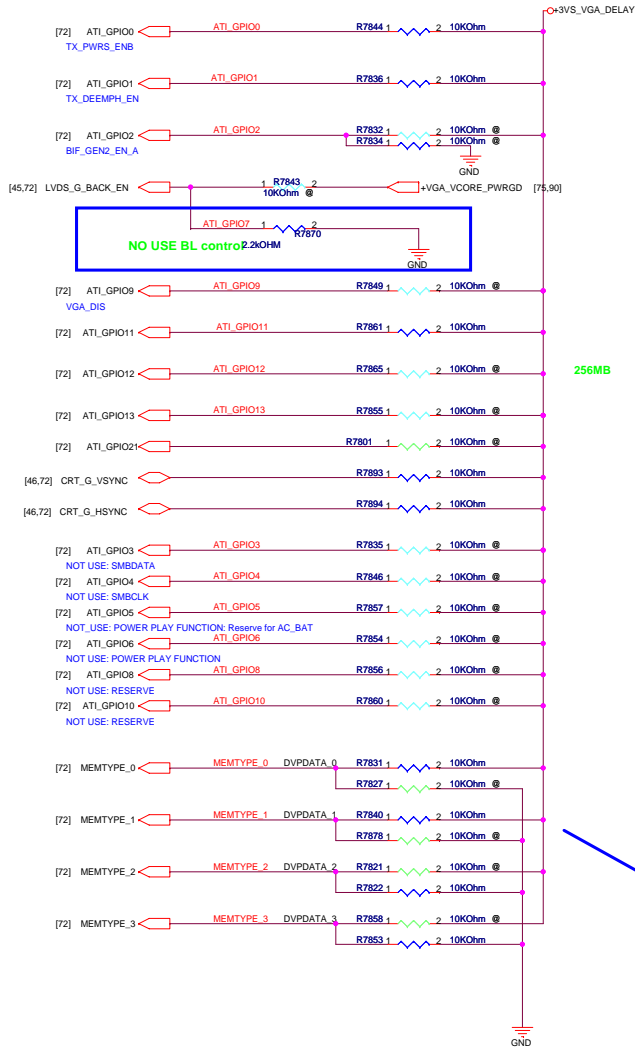 +3VS_VGA_DELAY
[72] ATI_GPIO0 ATI_GPIO0 R7844 1 2 10KOhm
TX_PWRS_ENB
[72] ATI_GPIO1 ATI_GPIO1 R7836 1 2 10KOhm
TX_DEEMPH_EN
[72] ATI_GPIO2 ATI_GPIO2 R7832 1 2 10KOhm @
R7834 1 2 10KOhm
BIF_GEN2_EN_A
GND
[45,72] LVDS_G_BACK_EN 1 R7843 2 +VGA_VCORE_PWRGD [75,90]
10KOhm @
ATI_GPIO7 1 2
R7870
NO USE BL control 2.2kOHM
GND
[72] ATI_GPIO9 ATI_GPIO9 R7849 1 2 10KOhm @
VGA_DIS
[72] ATI_GPIO11 ATI_GPIO11 R7861 1 2 10KOhm
[72] ATI_GPIO12 ATI_GPIO12 R7865 1 2 10KOhm @
256MB
[72] ATI_GPIO13 ATI_GPIO13 R7855 1 2 10KOhm @
[72] ATI_GPIO21 R7801 1 2 10KOhm @
[46,72] CRT_G_VSYNC R7893 1 2 10KOhm
[46,72] CRT_G_HSYNC R7894 1 2 10KOhm
[72] ATI_GPIO3 ATI_GPIO3 R7835 1 2 10KOhm @
NOT USE: SMBDATA
[72] ATI_GPIO4 ATI_GPIO4 R7846 1 2 10KOhm @
NOT USE: SMBCLK
[72] ATI_GPIO5 ATI_GPIO5 R7857 1 2 10KOhm @
NOT_USE: POWER PLAY FUNCTION: Reserve for AC_BAT
[72] ATI_GPIO6 ATI_GPIO6 R7854 1 2 10KOhm @
NOT USE: POWER PLAY FUNCTION
[72] ATI_GPIO8 ATI_GPIO8 R7856 1 2 10KOhm @
NOT USE: RESERVE
[72] ATI_GPIO10 ATI_GPIO10 R7860 1 2 10KOhm @
NOT USE: RESERVE
[72] MEMTYPE_0 MEMTYPE_0 DVPDATA_0 R7831 1 2 10KOhm
R7827 1 2 10KOhm @
[72] MEMTYPE_1 MEMTYPE_1 DVPDATA_1 R7840 1 2 10KOhm
R7878 1 2 10KOhm @
[72] MEMTYPE_2 MEMTYPE_2 DVPDATA_2 R7821 1 2 10KOhm @
R7822 1 2 10KOhm
[72] MEMTYPE_3 MEMTYPE_3 DVPDATA_3 R7858 1 2 10KOhm @
R7853 1 2 10KOhm
GND